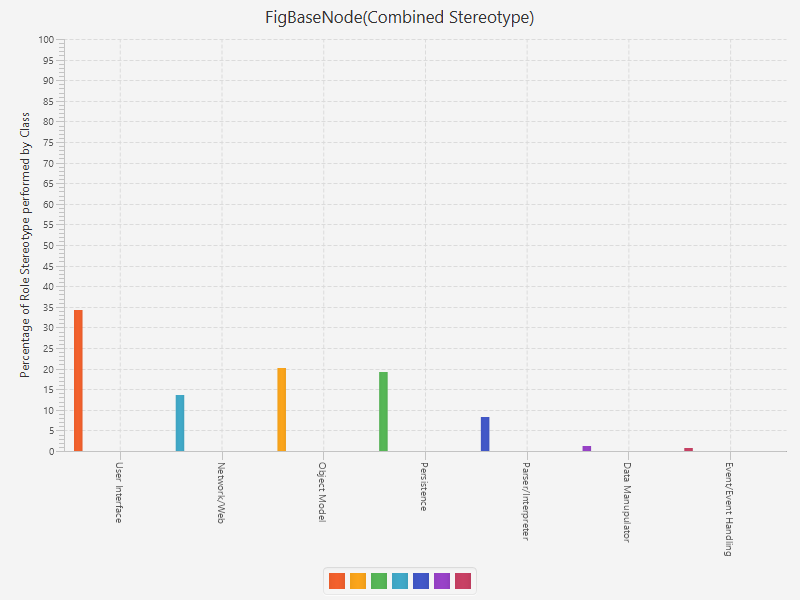 FigBaseNode(Combined Stereotype)
Percentage of Role Stereotype performed by Class
100
95
90
85
80
75
70
65
60
55
50
45
40
35
30
25
20
15
10
5
0
User Interface
Network/Web
Object Model
Persistence
Parser/Interpreter
Data Manupulator
Event/Event Handling